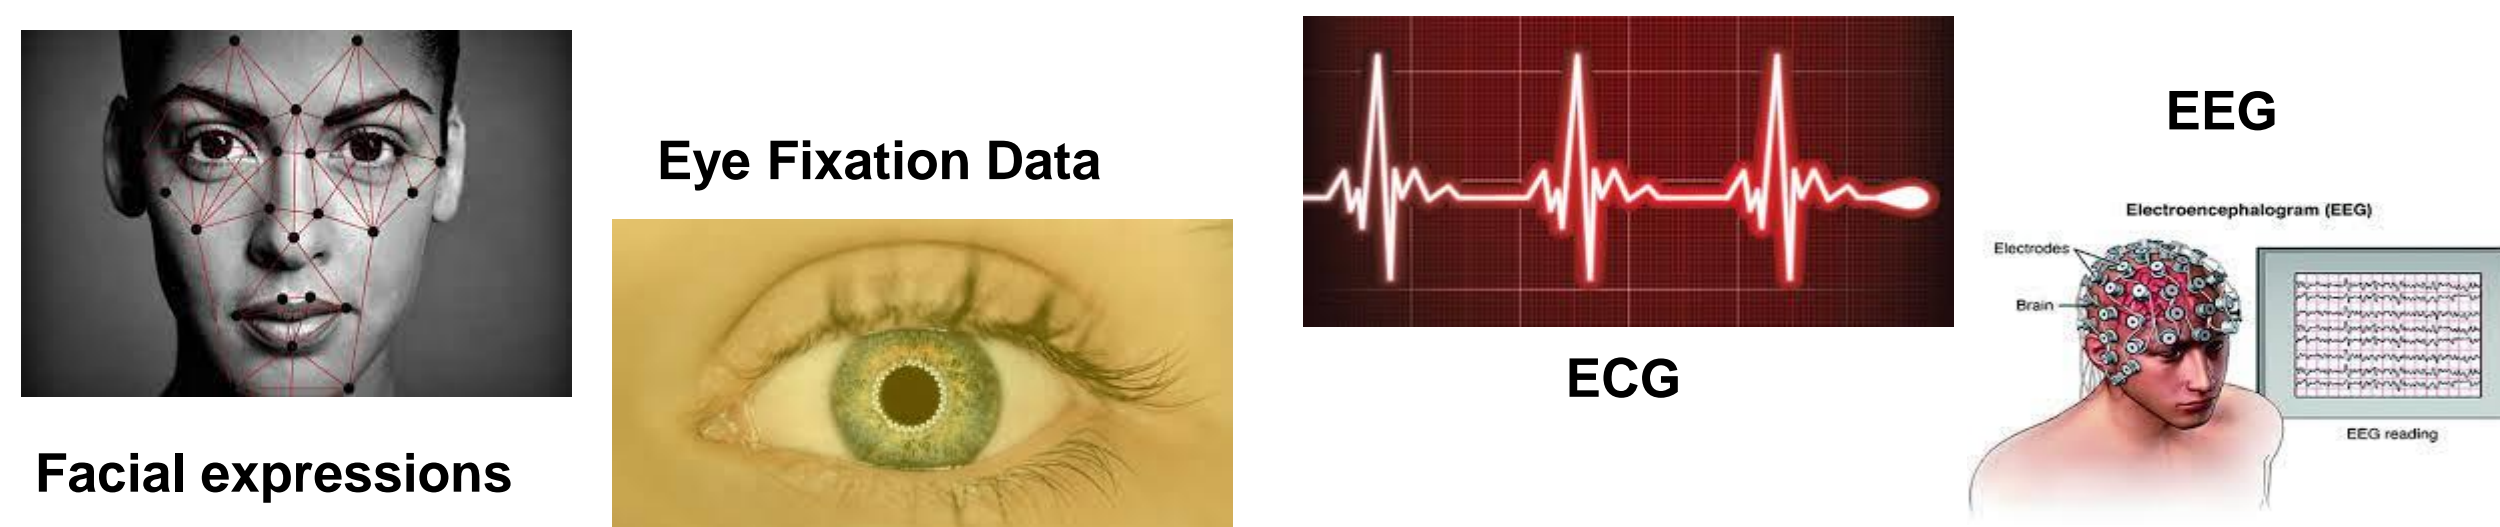 Facial expressions
Eye Fixation Data
ECG
EEG
Electroencephalogram (EEG)
Electrodes
Brain
EEG reading